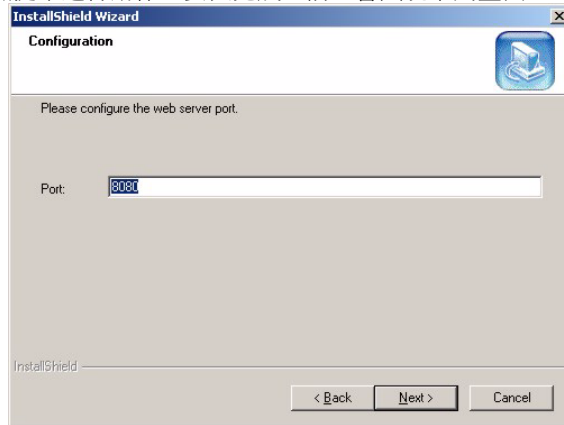 InstallShield Wizard
Configuration
Please configure the web server port.
Port:
8080
InstallShield
< Back
Next >
Cancel